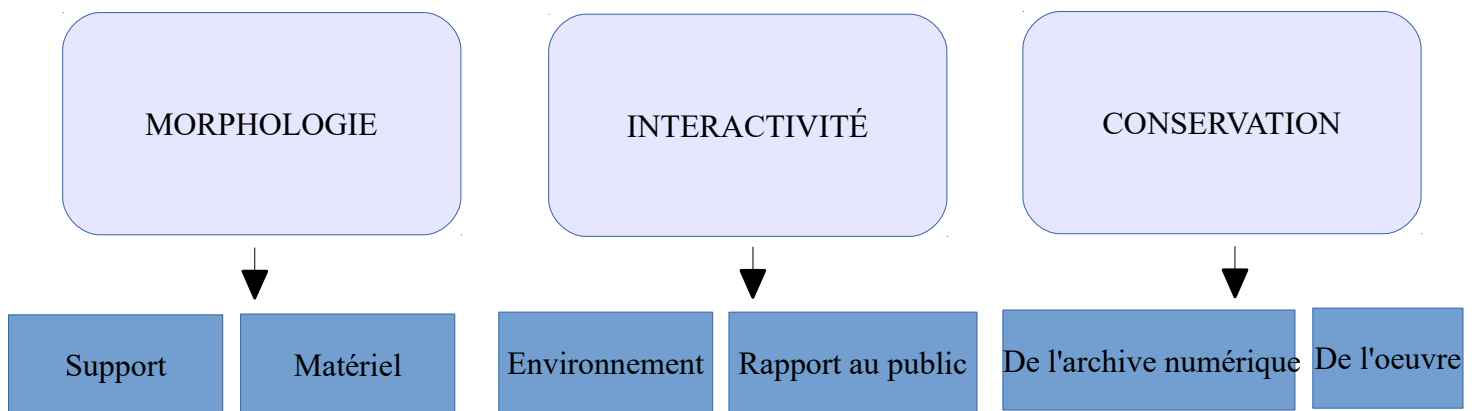 MORPHOLOGIE
INTERACTIVITÉ
CONSERVATION
Support
Matériel
Environnement
Rapport au public
De l'archive numérique
De l'oeuvre